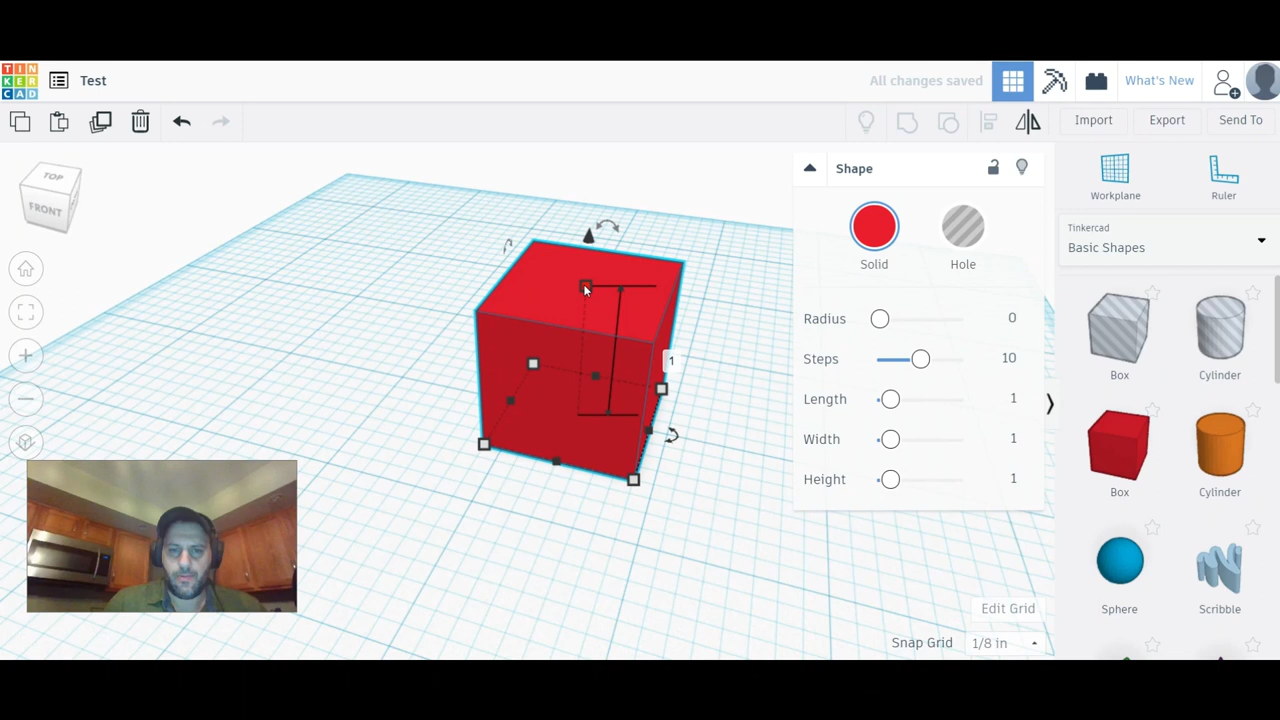 TIN
KER
CAD
Test
All changes saved
What's New
Import
Export
Send To
TOP
FRONT
Shape
Solid
Hole
Radius 0
Steps 10
Length 1
Width 1
Height 1
1
Workplane
Ruler
Tinkercad
Basic Shapes
Box
Cylinder
Box
Cylinder
Sphere
Scribble
Edit Grid
Snap Grid 1/8 in